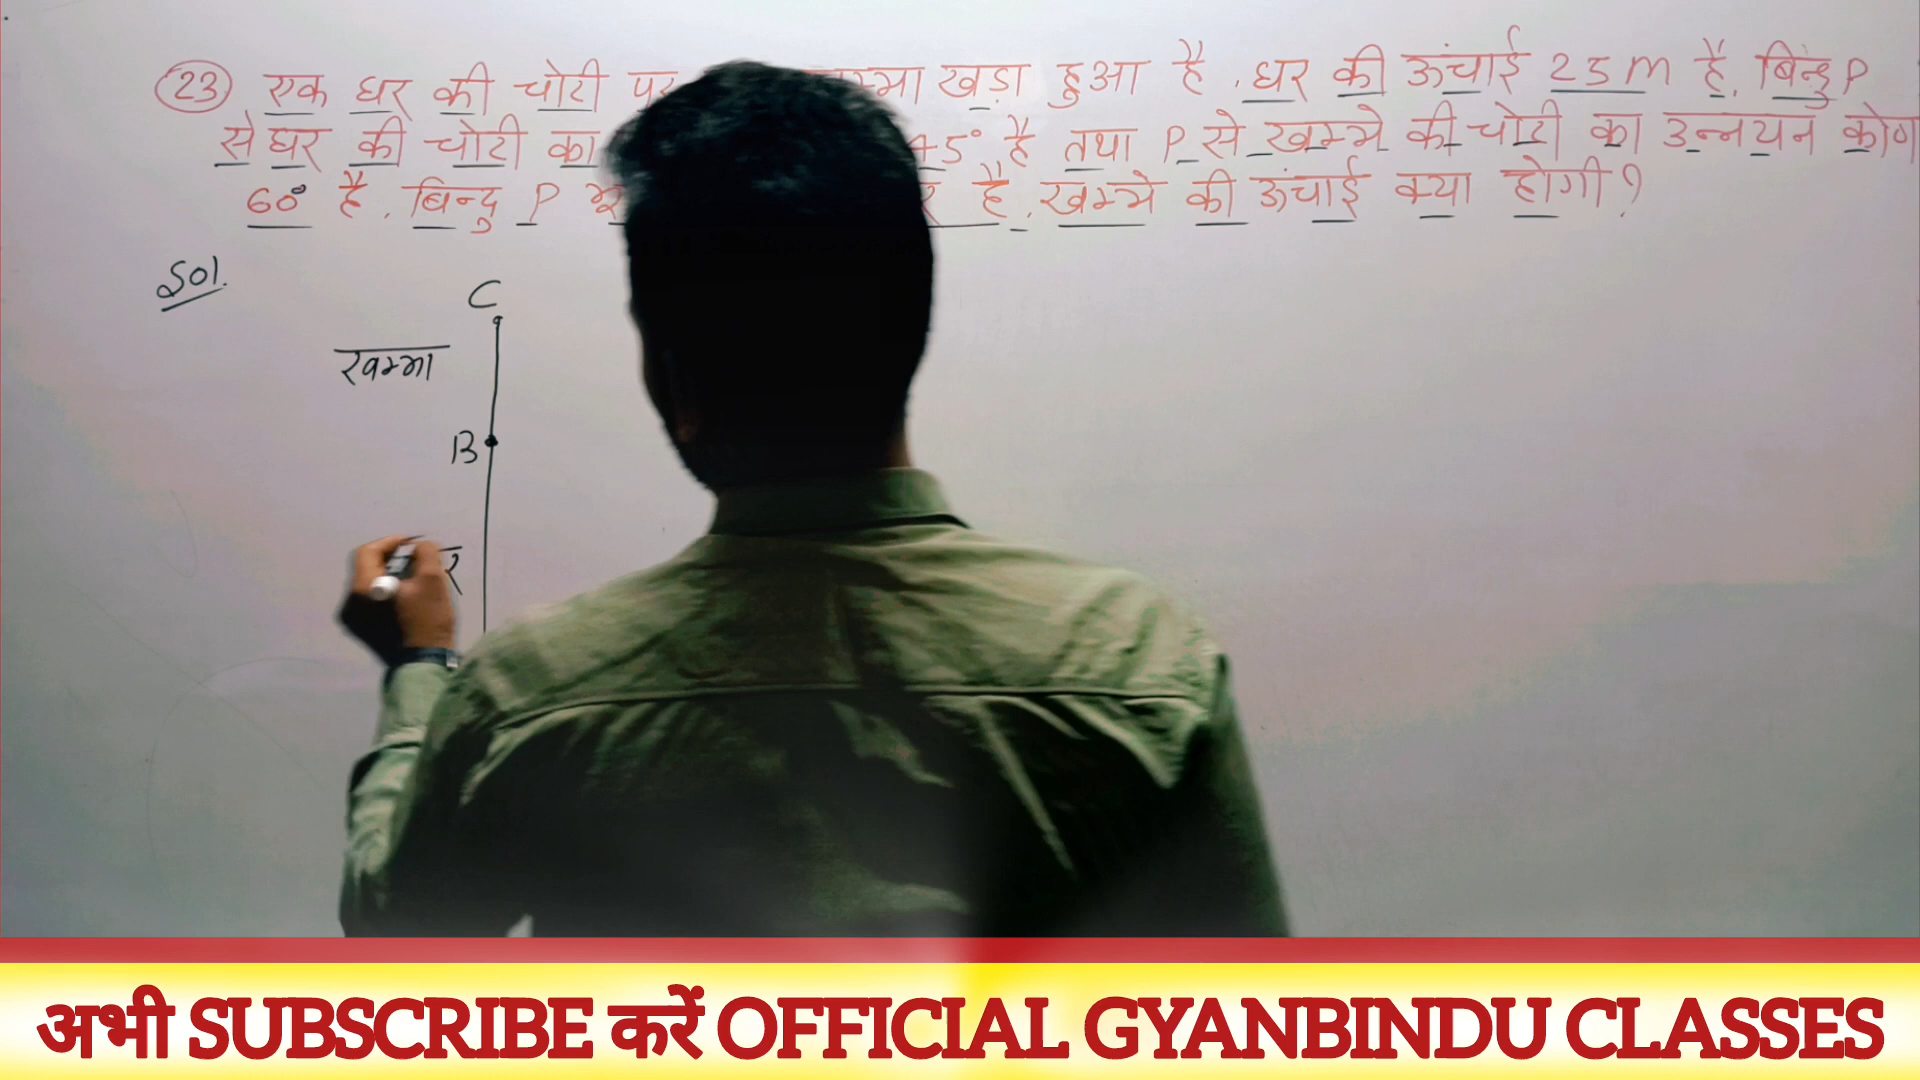 23 एक घर की चोटी पर खड़ा हुआ है. घर की ऊंचाई 25 m है. बिन्दु P
से घर की चोटी का 45° है तथा P से खम्भे की चोटी का उन्नयन कोण
60° है. बिन्दु P है. खम्भे की ऊंचाई क्या होगी?
Sol.
C
खम्भा
B
अभी SUBSCRIBE करें OFFICIAL GYANBINDU CLASSES